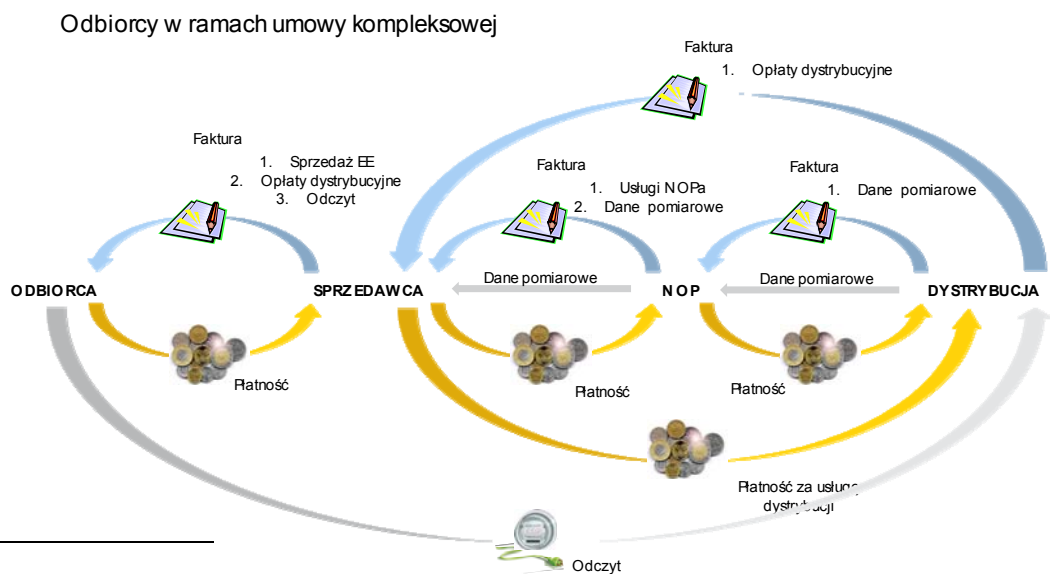 Odbiorcy w ramach umowy kompleksowej
Faktura
1. Opłaty dystrybucyjne
Faktura
1. Sprzedaż EE
2. Opłaty dystrybucyjne
3. Odczyt
Faktura
1. Usługi NOPa
2. Dane pomiarowe
Faktura
1. Dane pomiarowe
Dane pomiarowe
Dane pomiarowe
ODBIORCA
SPRZEDAWCA
NOP
DYSTRYBUCJA
Płatność
Płatność
Płatność
Płatność za usługę
dystrybucji
Odczyt